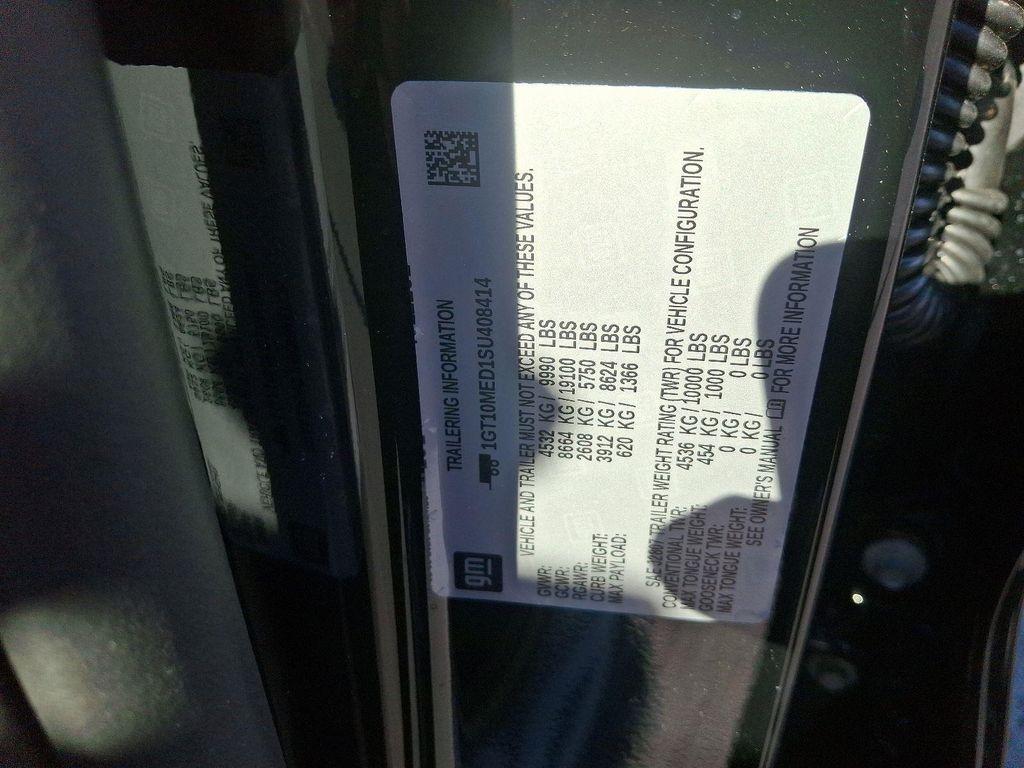 gm
TRAILERING INFORMATION
1GT10MED1SU408414
VEHICLE AND TRAILER MUST NOT EXCEED ANY OF THESE VALUES.
GVWR: 4532 KG / 9990 LBS
GCWR: 8664 KG / 19100 LBS
RGAWR: 2608 KG / 5750 LBS
CURB WEIGHT: 3912 KG / 8624 LBS
MAX PAYLOAD: 620 KG / 1366 LBS
SAE J2807 TRAILER WEIGHT RATING (TWR) FOR VEHICLE CONFIGURATION.
CONVENTIONAL TWR: 4536 KG / 10000 LBS
MAX TONGUE WEIGHT: 454 KG / 1000 LBS
GOOSENECK TWR: 0 KG / 0 LBS
MAX TONGUE WEIGHT: 0 KG / 0 LBS
SEE OWNER'S MANUAL FOR MORE INFORMATION